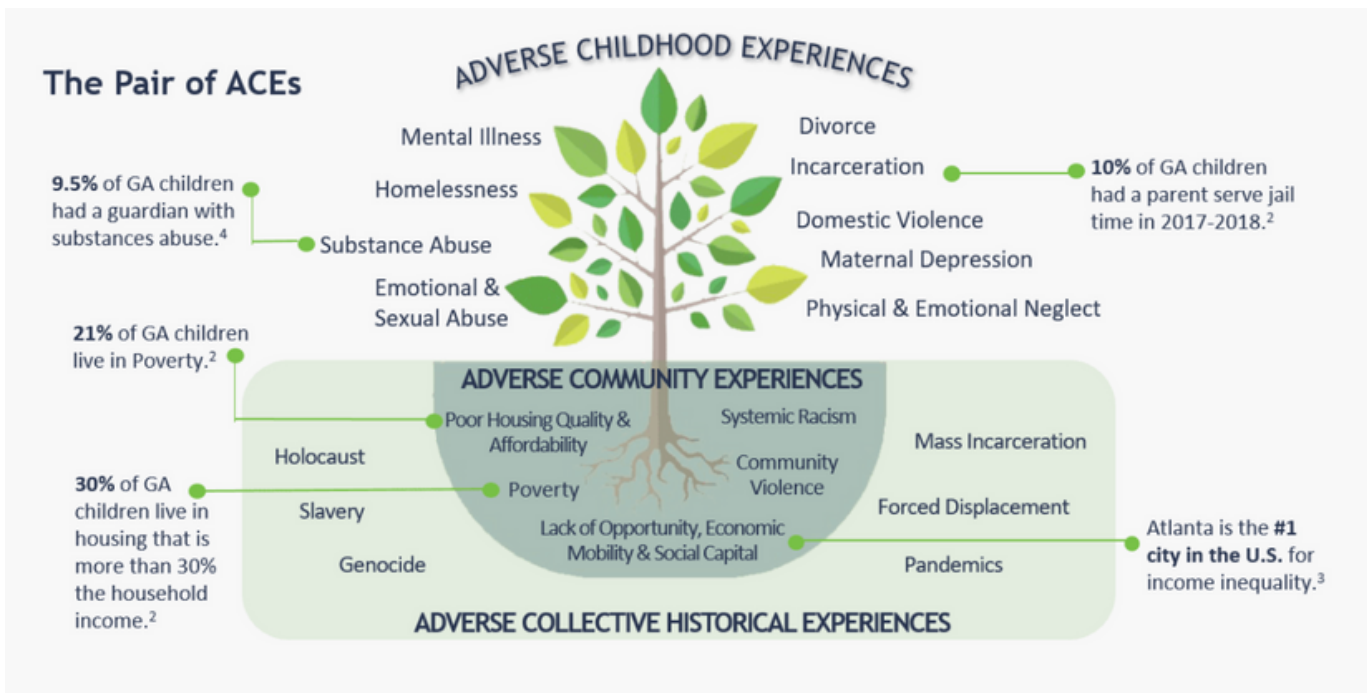 ADVERSE CHILDHOOD EXPERIENCES
The Pair of ACEs
Mental Illness
Homelessness
Substance Abuse
Emotional &
Sexual Abuse
Divorce
Incarceration
Domestic Violence
Maternal Depression
Physical & Emotional Neglect
9.5% of GA children
had a guardian with
substances abuse.⁴
10% of GA children
had a parent serve jail
time in 2017-2018.²
21% of GA children
live in Poverty.²
ADVERSE COMMUNITY EXPERIENCES
Poor Housing Quality &
Affordability
Poverty
Systemic Racism
Community
Violence
Lack of Opportunity, Economic
Mobility & Social Capital
Holocaust
Slavery
Genocide
Mass Incarceration
Forced Displacement
Pandemics
30% of GA
children live in
housing that is
more than 30%
the household
income.²
Atlanta is the #1
city in the U.S. for
income inequality.³
ADVERSE COLLECTIVE HISTORICAL EXPERIENCES